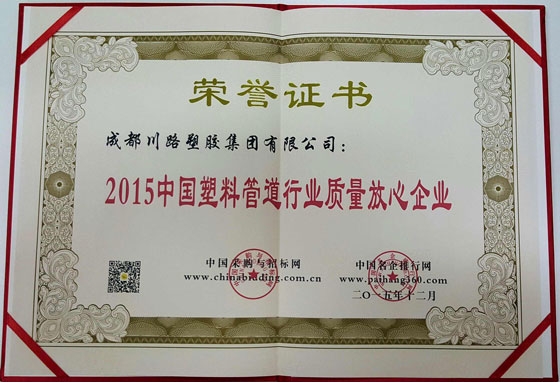 荣誉证书
成都川路塑胶集团有限公司：
2015中国塑料管道行业质量放心企业
中国采购与招标网
www.chinabidding.com.cn
中国名企排行网
www.paihang360.com
二〇一五年十二月